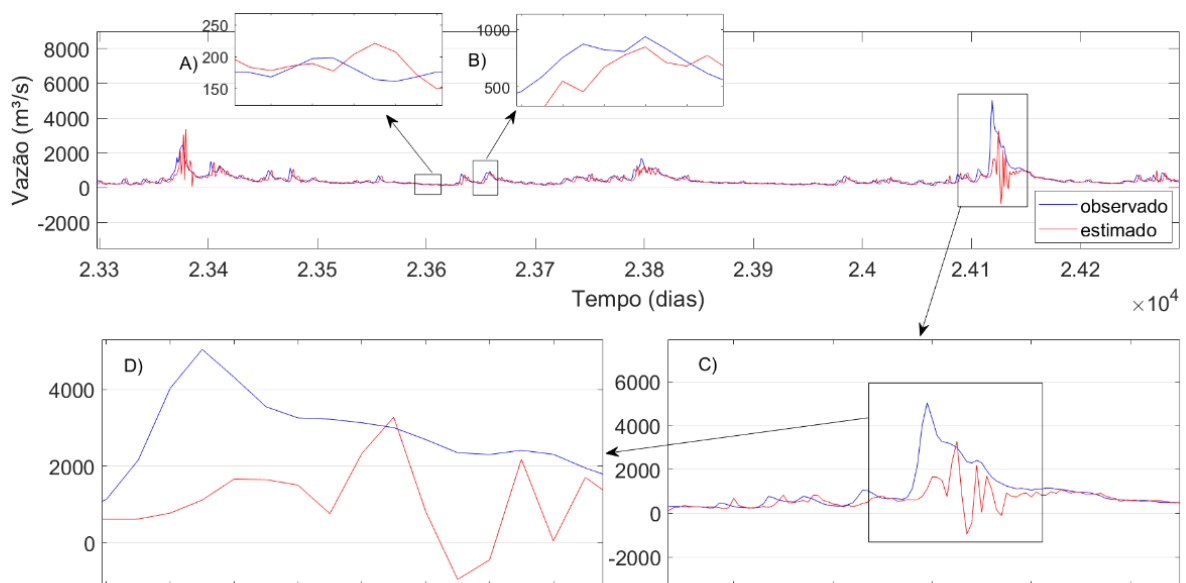 250
200
150
A)
1000
500
B)
8000
6000
4000
2000
0
-2000
Vazão (m³/s)
observado
estimado
2.33 2.34 2.35 2.36 2.37 2.38 2.39 2.4 2.41 2.42
Tempo (dias)
×10⁴
D)
4000
2000
0
C)
6000
4000
2000
0
-2000